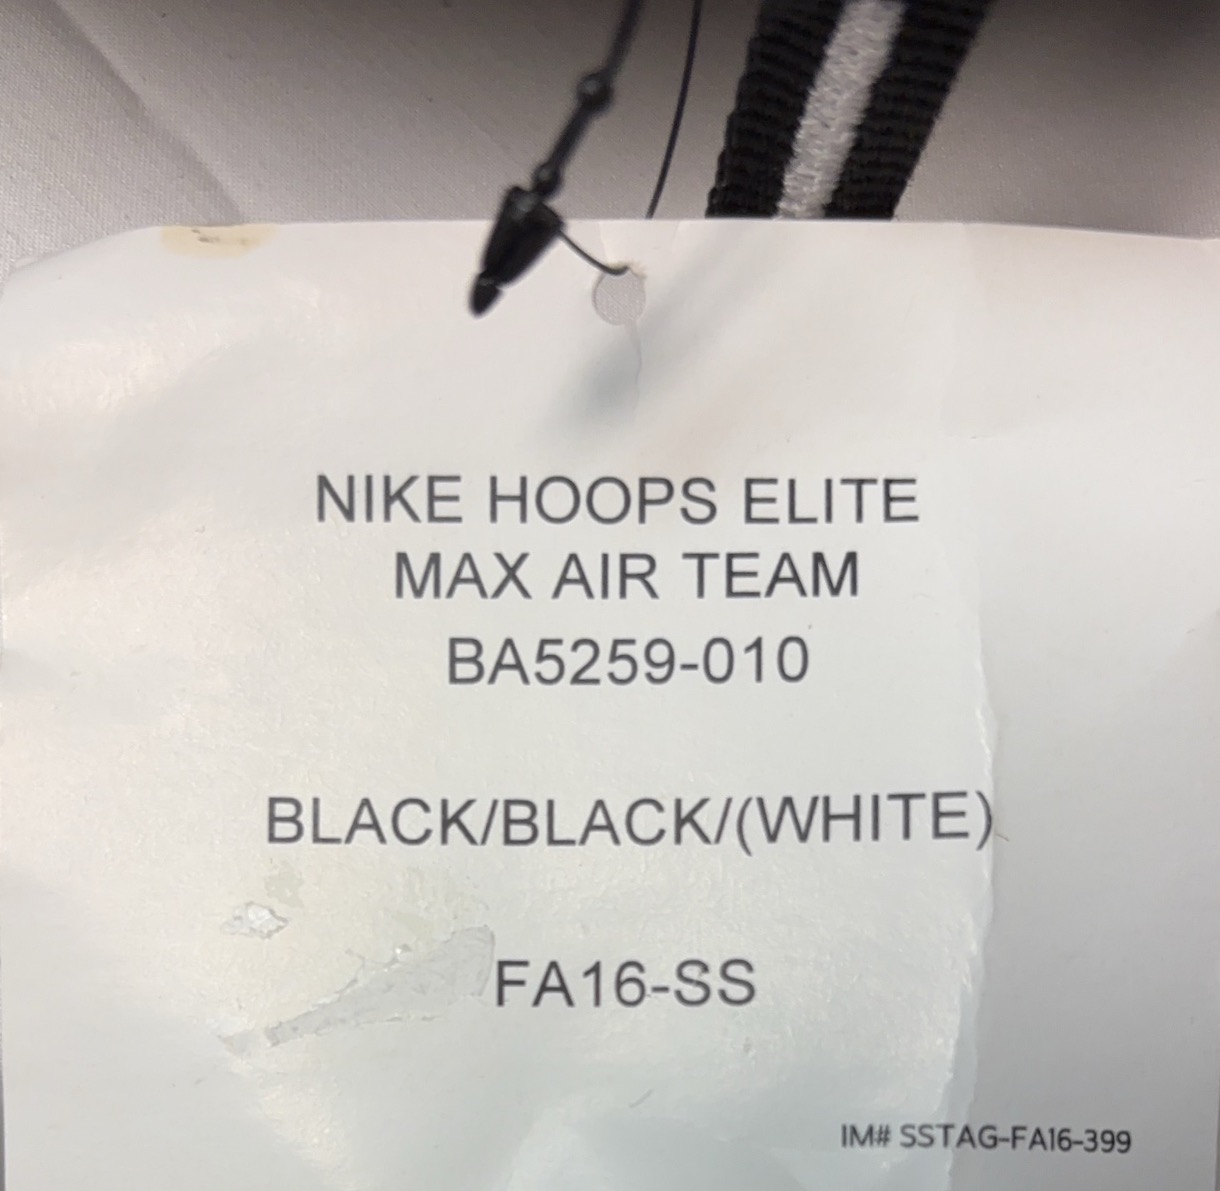 NIKE HOOPS ELITE
MAX AIR TEAM
BA5259-010
BLACK/BLACK/(WHITE)
FA16-SS
IM# SSTAG-FA16-399